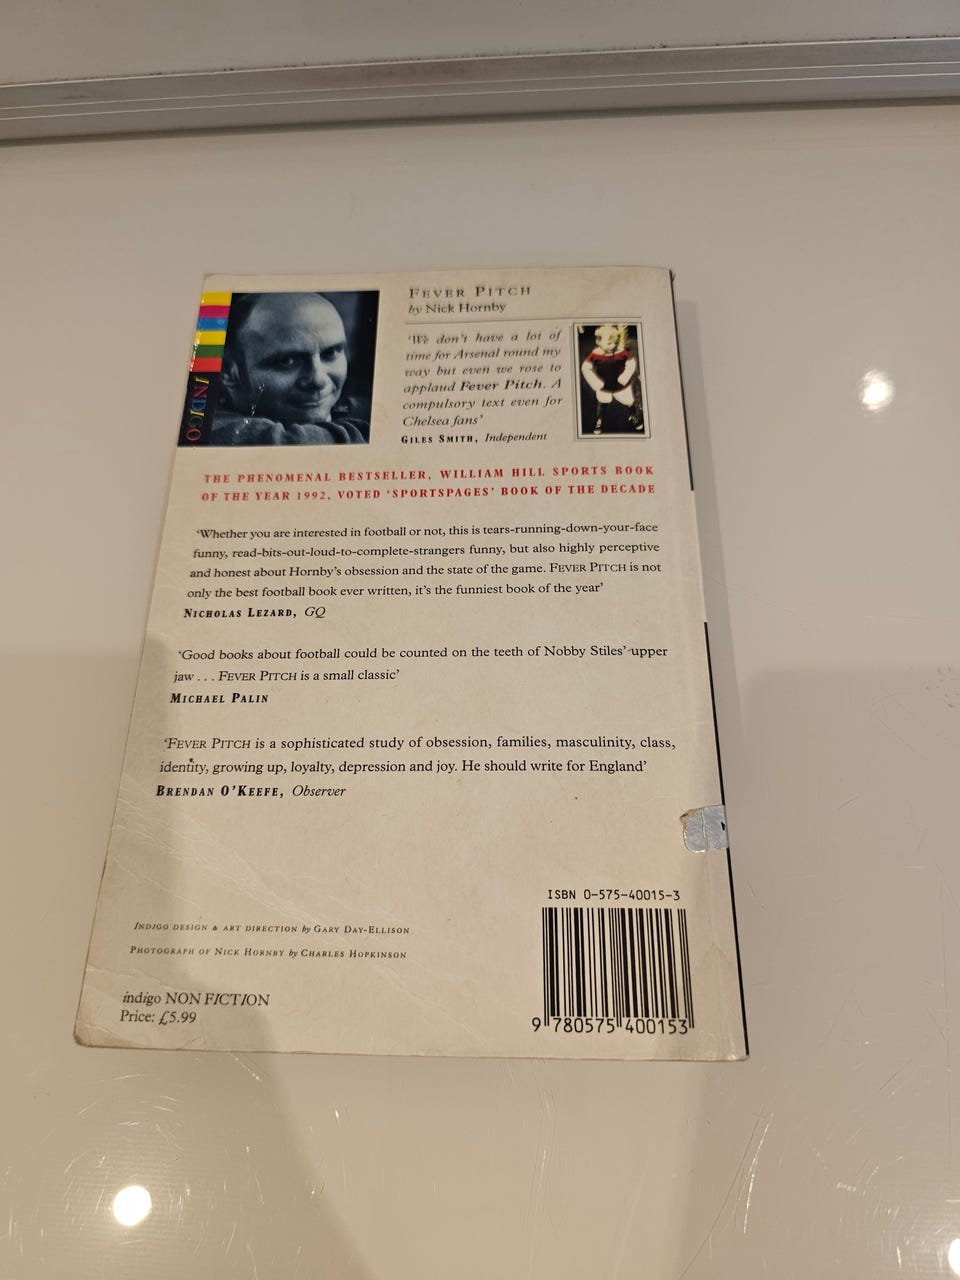 INDIGO
FEVER PITCH
by Nick Hornby
‘We don't have a lot of
time for Arsenal round my
way but even we rose to
applaud Fever Pitch. A
compulsory text even for
Chelsea fans’
GILES SMITH, Independent
THE PHENOMENAL BESTSELLER, WILLIAM HILL SPORTS BOOK
OF THE YEAR 1992, VOTED ‘SPORTSPAGES’ BOOK OF THE DECADE
‘Whether you are interested in football or not, this is tears-running-down-your-face
funny, read-bits-out-loud-to-complete-strangers funny, but also highly perceptive
and honest about Hornby's obsession and the state of the game. FEVER PITCH is not
only the best football book ever written, it's the funniest book of the year’
NICHOLAS LEZARD, GQ
‘Good books about football could be counted on the teeth of Nobby Stiles' upper
jaw . . . FEVER PITCH is a small classic’
MICHAEL PALIN
‘FEVER PITCH is a sophisticated study of obsession, families, masculinity, class,
identity, growing up, loyalty, depression and joy. He should write for England’
BRENDAN O'KEEFE, Observer
ISBN 0-575-40015-3
INDIGO DESIGN & ART DIRECTION by GARY DAY-ELLISON
PHOTOGRAPH OF NICK HORNBY by CHARLES HOPKINSON
indigo NON FICTION
Price: £5.99
9 780575 400153